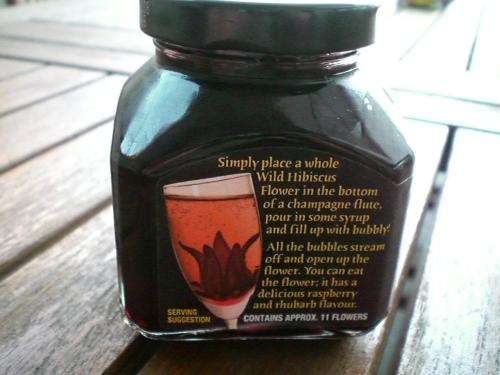 Simply place a whole
Wild Hibiscus
Flower in the bottom
of a champagne flute,
pour in some syrup
and fill up with bubbly!
All the bubbles stream
off and open up the
flower. You can eat
the flower; it has a
delicious raspberry
and rhubarb flavour.
SERVING
SUGGESTION
CONTAINS APPROX. 11 FLOWERS